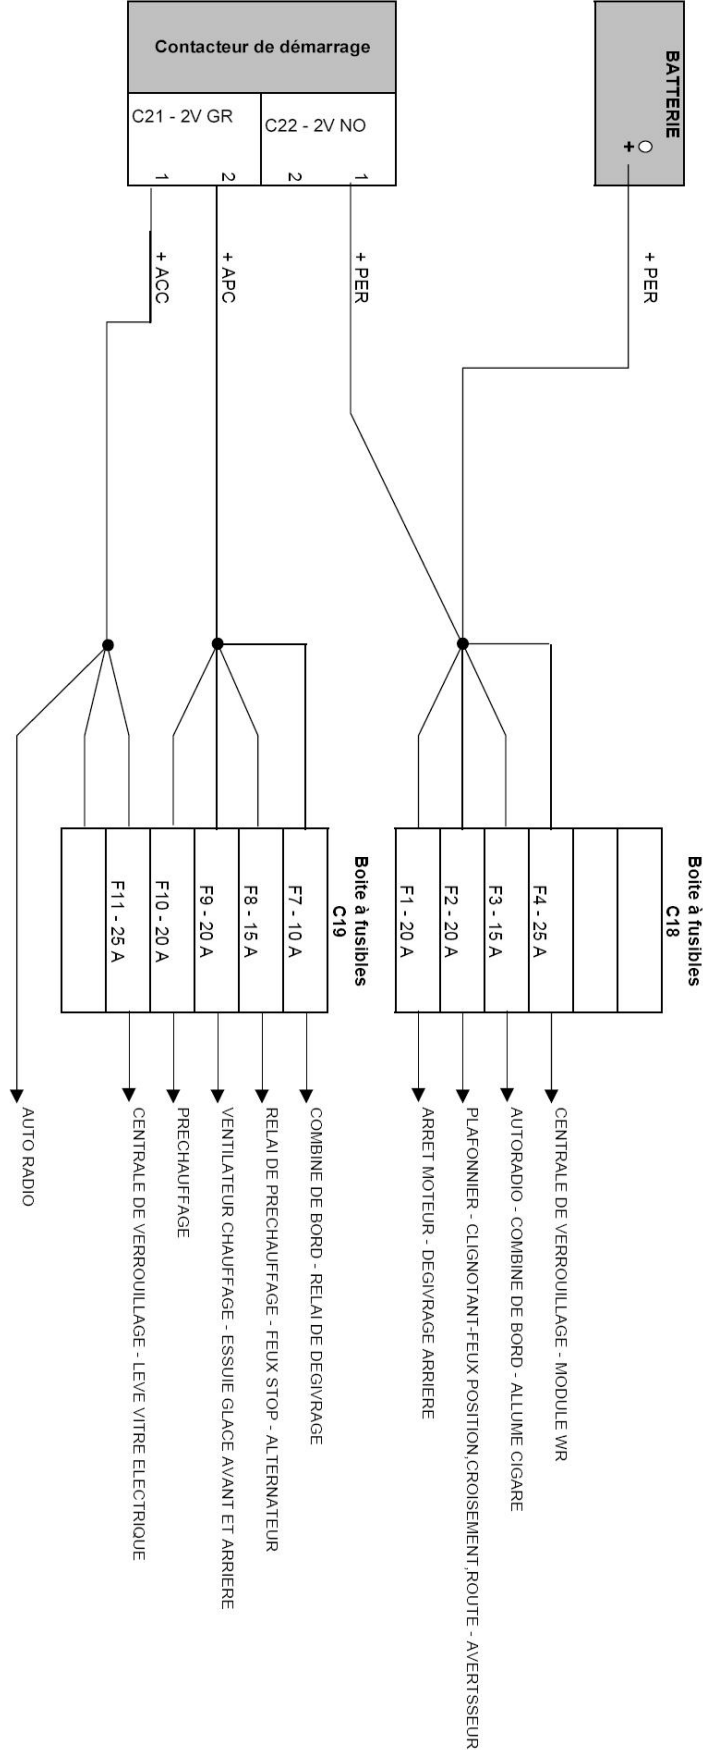 BATTERIE
+
+ PER
Contacteur de démarrage
C21 - 2V GR
C22 - 2V NO
1
2
2
1
+ ACC
+ APC
+ PER
Boite à fusibles
C18
F4 - 25 A
F3 - 15 A
F2 - 20 A
F1 - 20 A
CENTRALE DE VERROUILLAGE - MODULE WR
AUTORADIO - COMBINE DE BORD - ALLUME CIGARE
PLAFONNIER - CLIGNOTANT-FEUX POSITION,CROISEMENT,ROUTE - AVERTSSEUR
ARRET MOTEUR - DEGIVRAGE ARRIERE
Boite à fusibles
C19
F7 - 10 A
F8 - 15 A
F9 - 20 A
F10 - 20 A
F11 - 25 A
COMBINE DE BORD - RELAI DE DEGIVRAGE
RELAI DE PRECHAUFFAGE - FEUX STOP - ALTERNATEUR
VENTILATEUR CHAUFFAGE - ESSUIE GLACE AVANT ET ARRIERE
PRECHAUFFAGE
CENTRALE DE VERROUILLAGE - LEVE VITRE ELECTRIQUE
AUTO RADIO